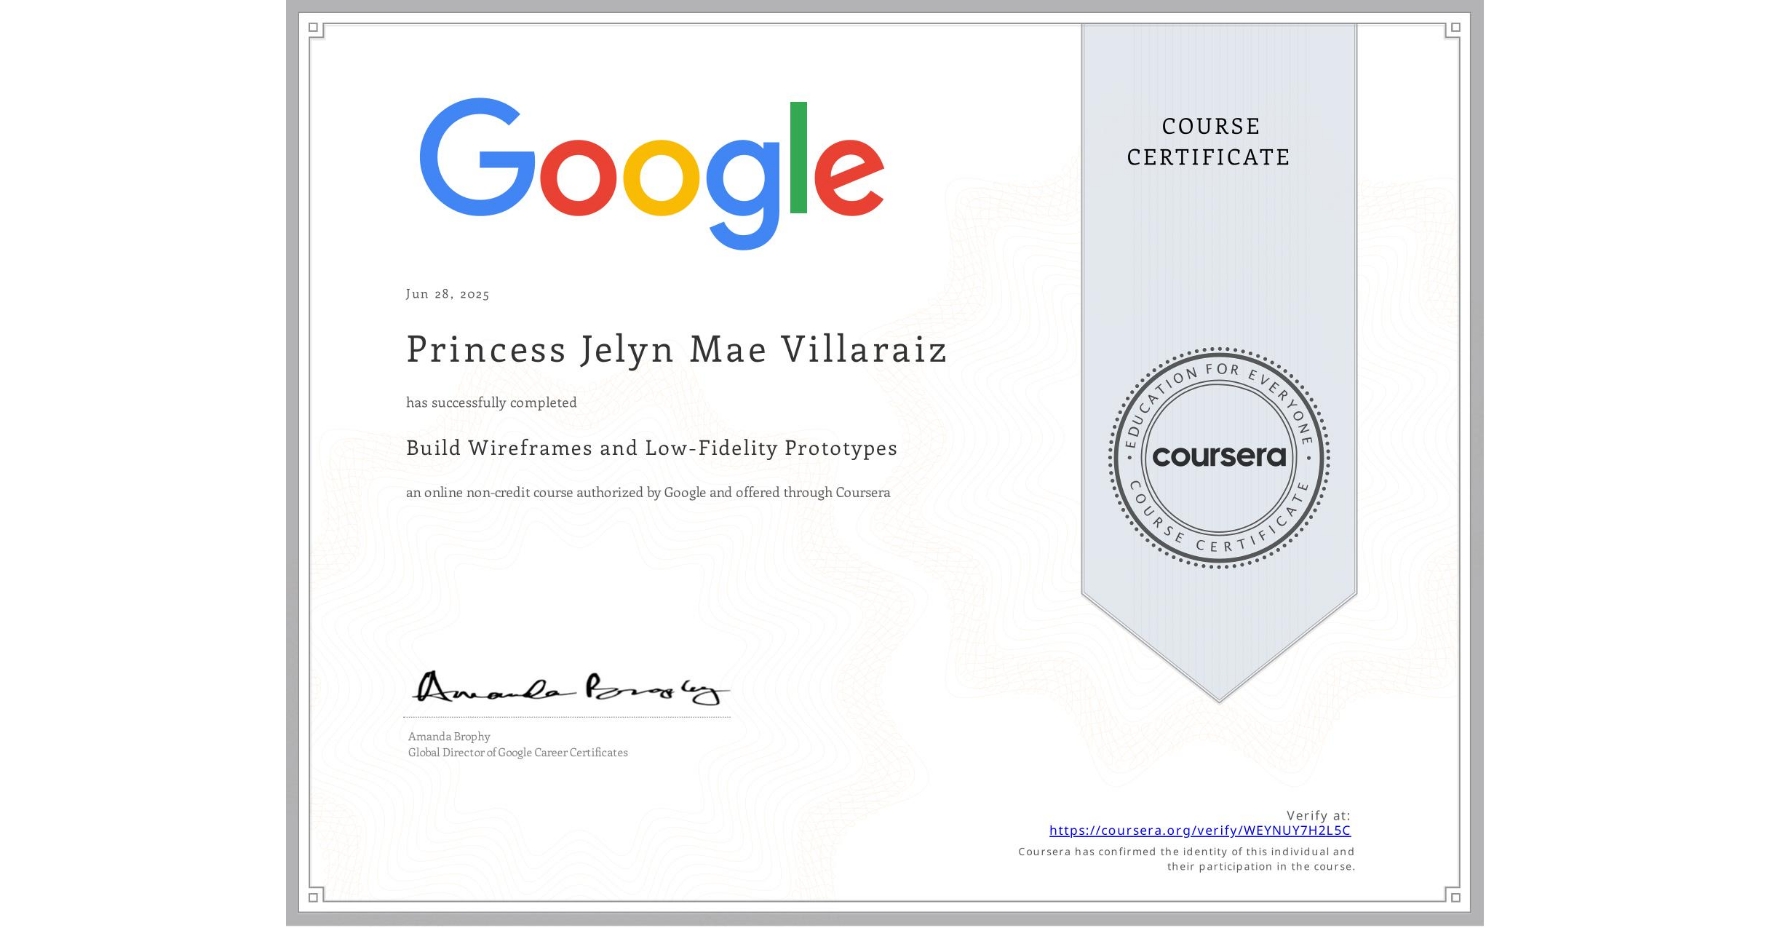 Google
COURSE
CERTIFICATE
Jun 28, 2025
Princess Jelyn Mae Villaraiz
has successfully completed
Build Wireframes and Low-Fidelity Prototypes
an online non-credit course authorized by Google and offered through Coursera
EDUCATION FOR EVERYONE
coursera
COURSE CERTIFICATE
Amanda Brophy
Amanda Brophy
Global Director of Google Career Certificates
Verify at:
https://coursera.org/verify/WEYNUY7H2L5C
Coursera has confirmed the identity of this individual and
their participation in the course.